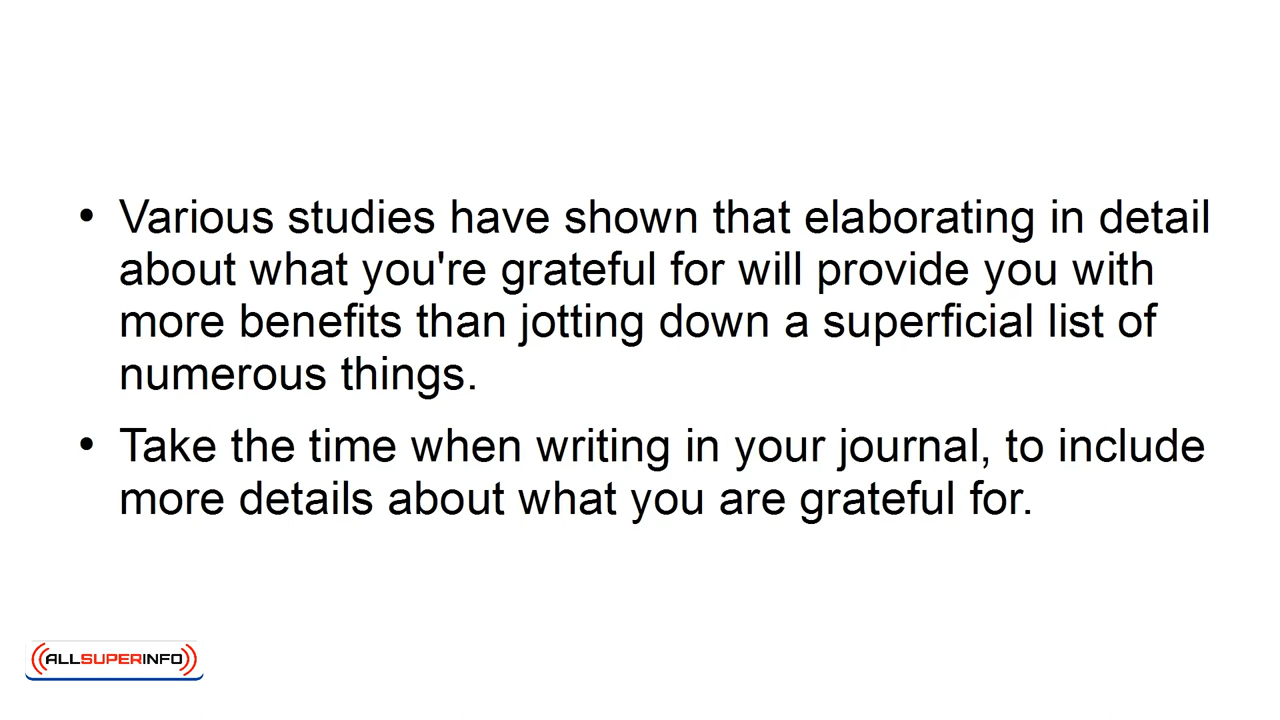 • Various studies have shown that elaborating in detail
about what you're grateful for will provide you with
more benefits than jotting down a superficial list of
numerous things.
• Take the time when writing in your journal, to include
more details about what you are grateful for.
ALLSUPERINFO